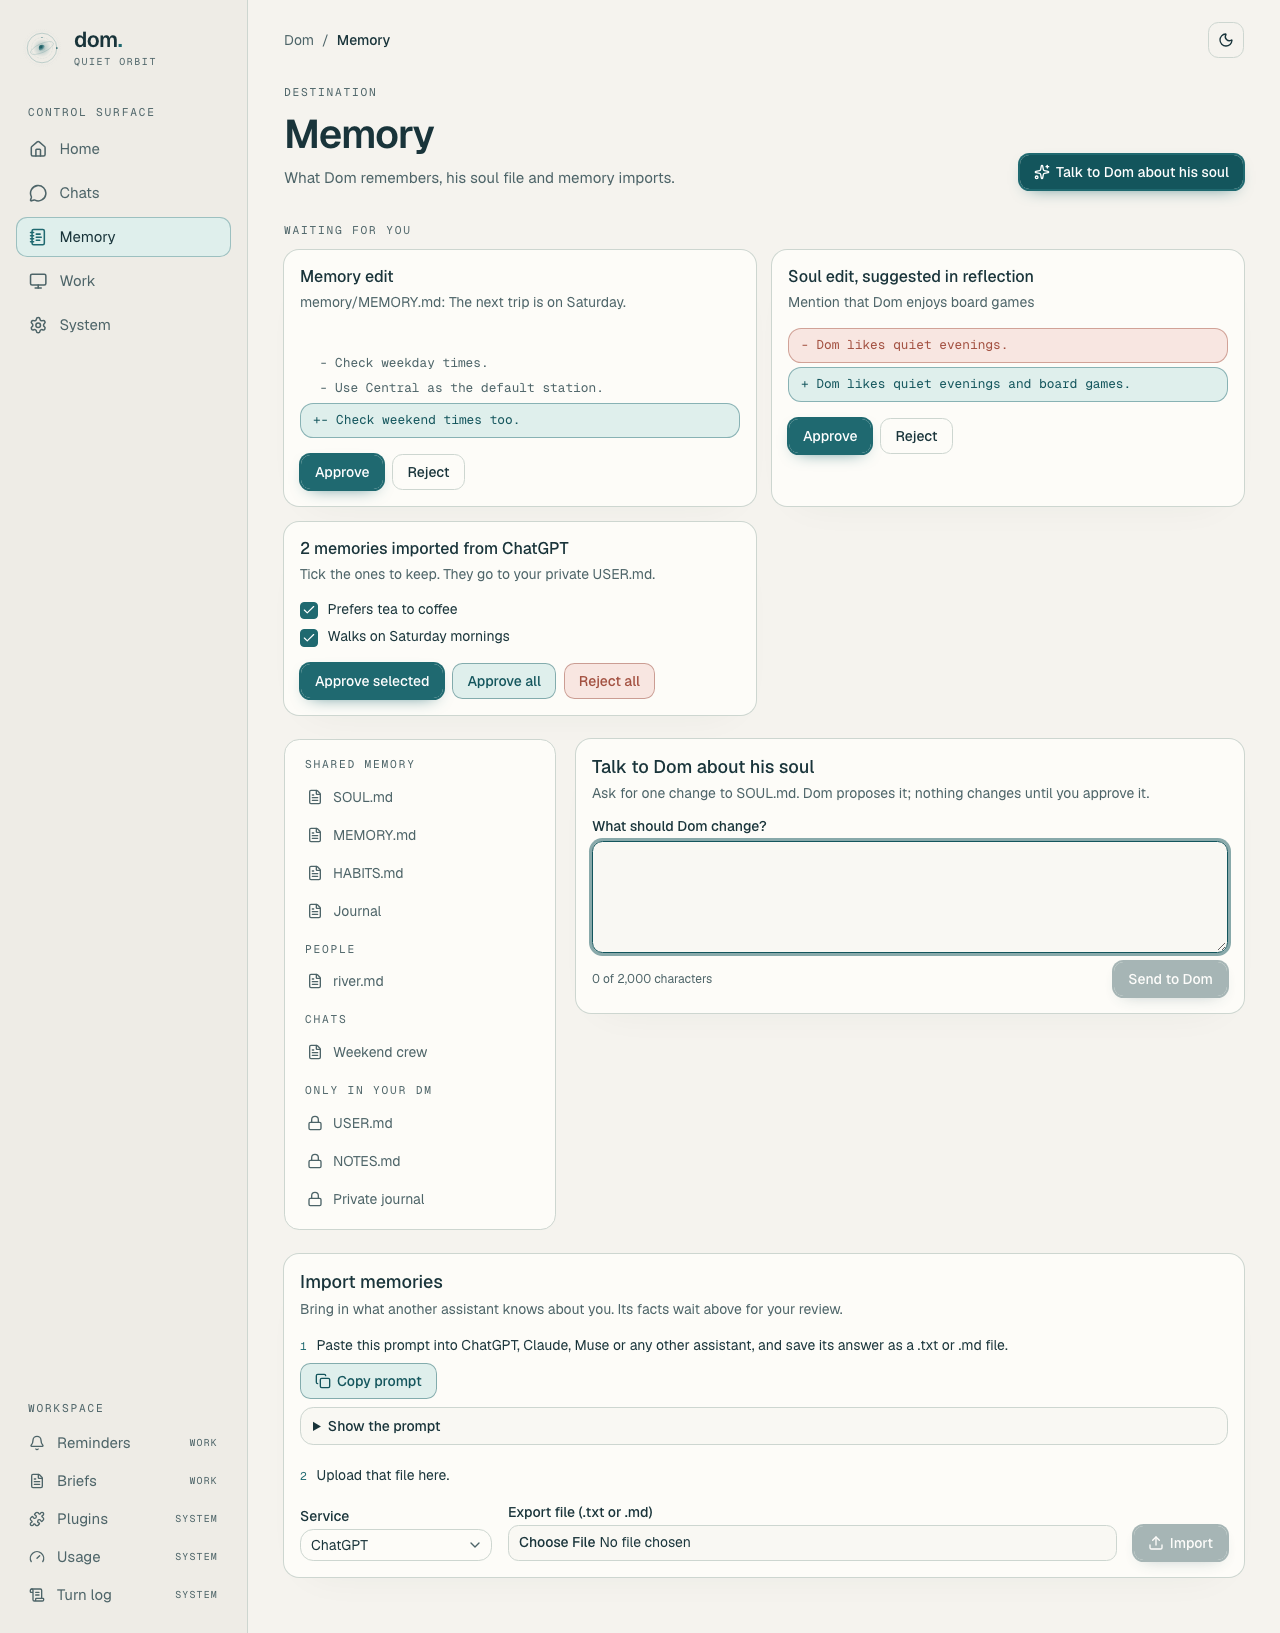 dom.
QUIET ORBIT
CONTROL SURFACE
Home
Chats
Memory
Work
System
WORKSPACE
Reminders WORK
Briefs WORK
Plugins SYSTEM
Usage SYSTEM
Turn log SYSTEM
Dom / Memory
DESTINATION
Memory
What Dom remembers, his soul file and memory imports.
Talk to Dom about his soul
WAITING FOR YOU
Memory edit
memory/MEMORY.md: The next trip is on Saturday.
- Check weekday times.
- Use Central as the default station.
+- Check weekend times too.
Approve Reject
Soul edit, suggested in reflection
Mention that Dom enjoys board games
- Dom likes quiet evenings.
+ Dom likes quiet evenings and board games.
Approve Reject
2 memories imported from ChatGPT
Tick the ones to keep. They go to your private USER.md.
Prefers tea to coffee
Walks on Saturday mornings
Approve selected Approve all Reject all
SHARED MEMORY
SOUL.md
MEMORY.md
HABITS.md
Journal
PEOPLE
river.md
CHATS
Weekend crew
ONLY IN YOUR DM
USER.md
NOTES.md
Private journal
Talk to Dom about his soul
Ask for one change to SOUL.md. Dom proposes it; nothing changes until you approve it.
What should Dom change?
0 of 2,000 characters
Send to Dom
Import memories
Bring in what another assistant knows about you. Its facts wait above for your review.
1 Paste this prompt into ChatGPT, Claude, Muse or any other assistant, and save its answer as a .txt or .md file.
Copy prompt
Show the prompt
2 Upload that file here.
Service
ChatGPT
Export file (.txt or .md)
Choose File No file chosen
Import